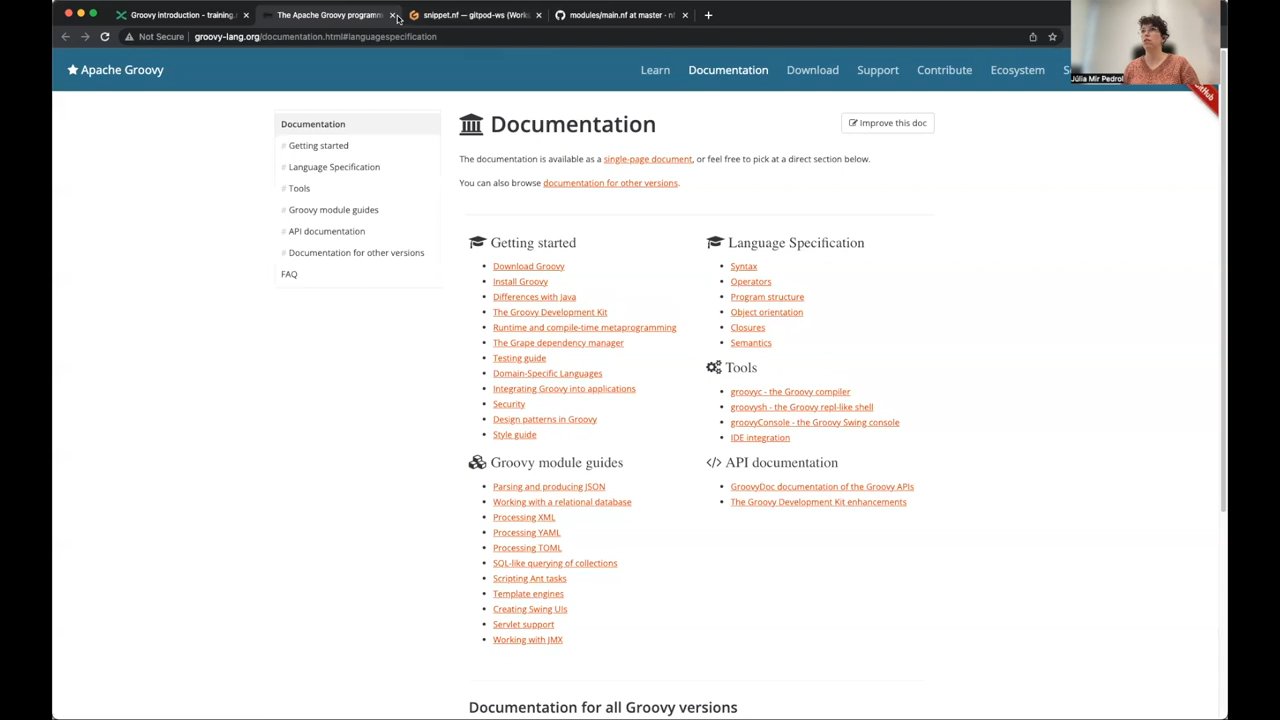 Groovy introduction - training.
The Apache Groovy programm
snippet.nf — gitpod-ws (Works
modules/main.nf at master · nf
Not Secure
groovy-lang.org/documentation.html#languagespecification
Júlia Mir Pedrol
Apache Groovy
Learn
Documentation
Download
Support
Contribute
Ecosystem
GitHub
Documentation
# Getting started
# Language Specification
# Tools
# Groovy module guides
# API documentation
# Documentation for other versions
FAQ
Documentation
Improve this doc
The documentation is available as a single-page document, or feel free to pick at a direct section below.
You can also browse documentation for other versions.
Getting started
Download Groovy
Install Groovy
Differences with Java
The Groovy Development Kit
Runtime and compile-time metaprogramming
The Grape dependency manager
Testing guide
Domain-Specific Languages
Integrating Groovy into applications
Security
Design patterns in Groovy
Style guide
Groovy module guides
Parsing and producing JSON
Working with a relational database
Processing XML
Processing YAML
Processing TOML
SQL-like querying of collections
Scripting Ant tasks
Template engines
Creating Swing UIs
Servlet support
Working with JMX
Language Specification
Syntax
Operators
Program structure
Object orientation
Closures
Semantics
Tools
groovyc - the Groovy compiler
groovysh - the Groovy repl-like shell
groovyConsole - the Groovy Swing console
IDE integration
</> API documentation
GroovyDoc documentation of the Groovy APIs
The Groovy Development Kit enhancements
Documentation for all Groovy versions